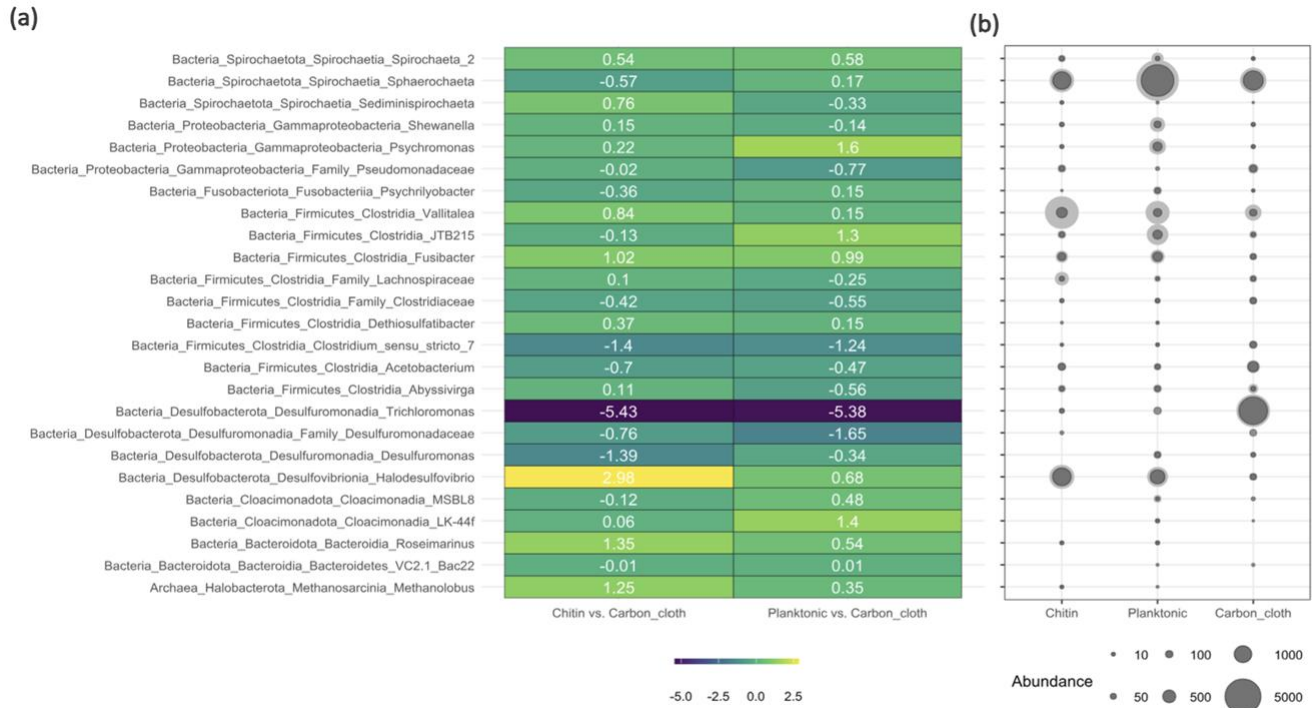 (a)
(b)
Bacteria_Spirochaetota_Spirochaetia_Spirochaeta_2 0.54 0.58
Bacteria_Spirochaetota_Spirochaetia_Sphaerochaeta -0.57 0.17
Bacteria_Spirochaetota_Spirochaetia_Sediminispirochaeta 0.76 -0.33
Bacteria_Proteobacteria_Gammaproteobacteria_Shewanella 0.15 -0.14
Bacteria_Proteobacteria_Gammaproteobacteria_Psychromonas 0.22 1.6
Bacteria_Proteobacteria_Gammaproteobacteria_Family_Pseudomonadaceae -0.02 -0.77
Bacteria_Fusobacteriota_Fusobacteriia_Psychrilyobacter -0.36 0.15
Bacteria_Firmicutes_Clostridia_Vallitalea 0.84 0.15
Bacteria_Firmicutes_Clostridia_JTB215 -0.13 1.3
Bacteria_Firmicutes_Clostridia_Fusibacter 1.02 0.99
Bacteria_Firmicutes_Clostridia_Family_Lachnospiraceae 0.1 -0.25
Bacteria_Firmicutes_Clostridia_Family_Clostridiaceae -0.42 -0.55
Bacteria_Firmicutes_Clostridia_Dethiosulfatibacter 0.37 0.15
Bacteria_Firmicutes_Clostridia_Clostridium_sensu_stricto_7 -1.4 -1.24
Bacteria_Firmicutes_Clostridia_Acetobacterium -0.7 -0.47
Bacteria_Firmicutes_Clostridia_Abyssivirga 0.11 -0.56
Bacteria_Desulfobacterota_Desulfuromonadia_Trichloromonas -5.43 -5.38
Bacteria_Desulfobacterota_Desulfuromonadia_Family_Desulfuromonadaceae -0.76 -1.65
Bacteria_Desulfobacterota_Desulfuromonadia_Desulfuromonas -1.39 -0.34
Bacteria_Desulfobacterota_Desulfovibrionia_Halodesulfovibrio 2.98 0.68
Bacteria_Cloacimonadota_Cloacimonadia_MSBL8 -0.12 0.48
Bacteria_Cloacimonadota_Cloacimonadia_LK-44f 0.06 1.4
Bacteria_Bacteroidota_Bacteroidia_Roseimarinus 1.35 0.54
Bacteria_Bacteroidota_Bacteroidia_Bacteroidetes_VC2.1_Bac22 -0.01 0.01
Archaea_Halobacterota_Methanosarcinia_Methanolobus 1.25 0.35
Chitin vs. Carbon_cloth Planktonic vs. Carbon_cloth
-5.0 -2.5 0.0 2.5
Chitin Planktonic Carbon_cloth
Abundance
10 100 1000
50 500 5000